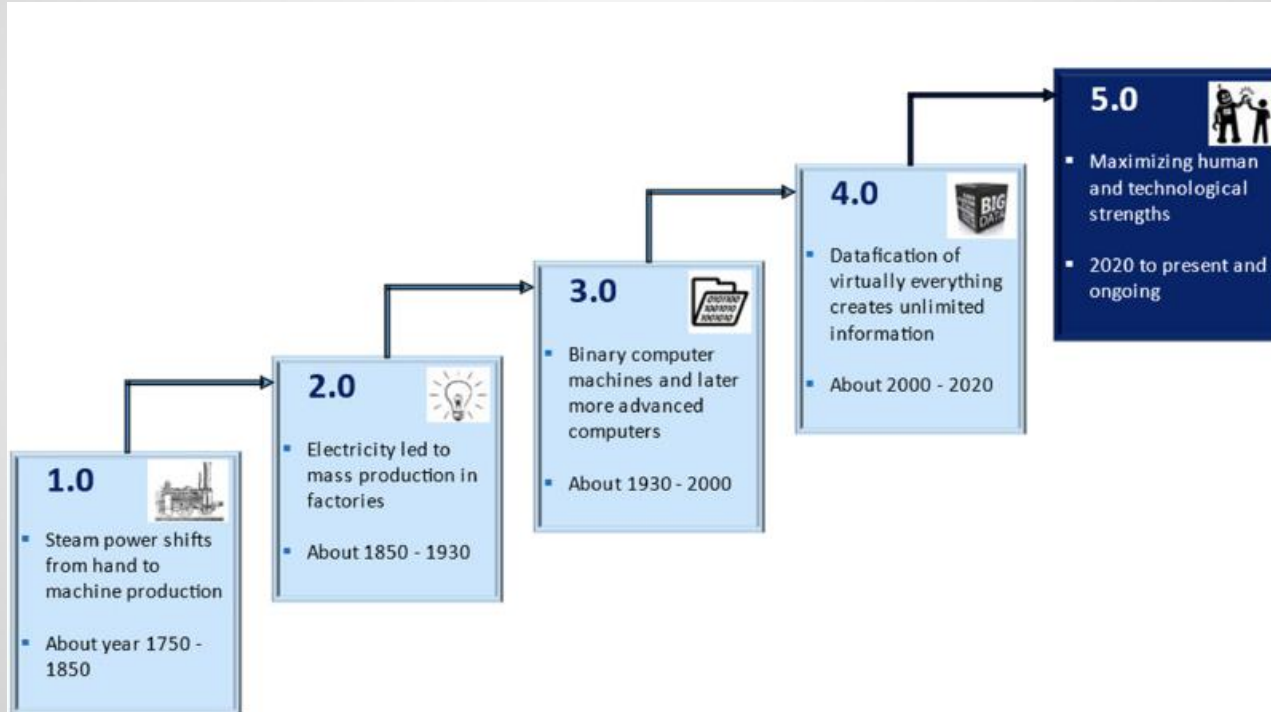 1.0
Steam power shifts
from hand to
machine production
About year 1750 -
1850
2.0
Electricity led to
mass production in
factories
About 1850 - 1930
3.0
0101100
1001010
1001010
Binary computer
machines and later
more advanced
computers
About 1930 - 2000
4.0
BIG
DATA
Datafication of
virtually everything
creates unlimited
information
About 2000 - 2020
5.0
Maximizing human
and technological
strengths
2020 to present and
ongoing